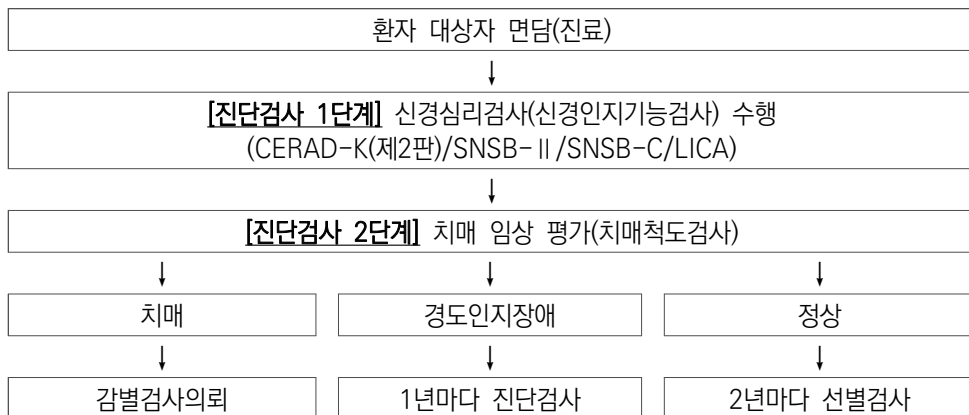 환자 대상자 면담(진료)
[진단검사 1단계] 신경심리검사(신경인지기능검사) 수행
(CERAD-K(제2판)/SNSB-Ⅱ/SNSB-C/LICA)
[진단검사 2단계] 치매 임상 평가(치매척도검사)
치매
경도인지장애
정상
감별검사의뢰
1년마다 진단검사
2년마다 선별검사